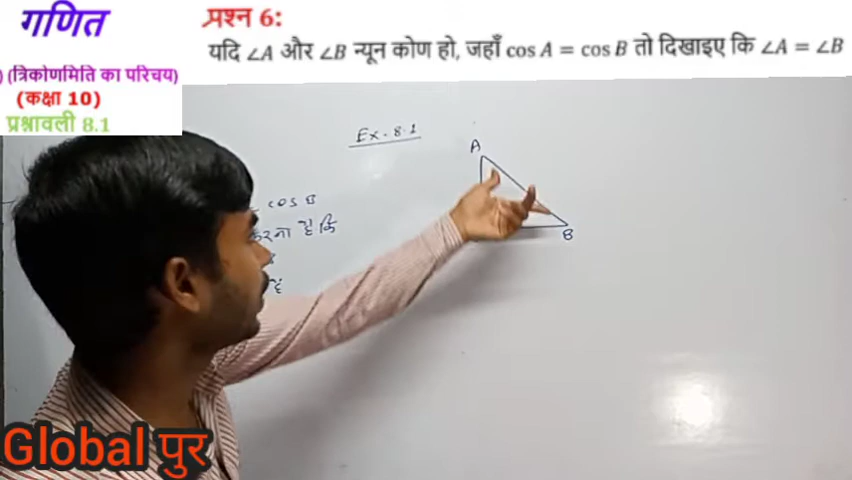 गणित
) (त्रिकोणमिति का परिचय)
(कक्षा 10)
प्रश्नावली 8.1
प्रश्न 6:
यदि ∠A और ∠B न्यून कोण हो, जहाँ cos A = cos B तो दिखाइए कि ∠A = ∠B
Ex. 8.1
A
B
cos B
करना है कि
हैं
Global पुर